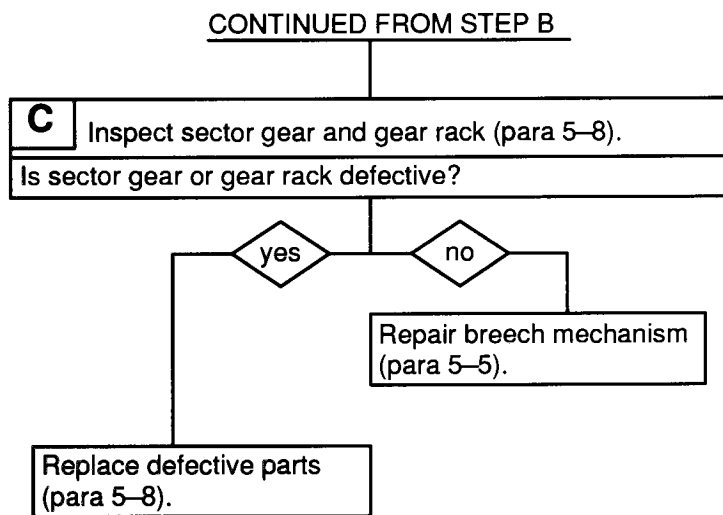 CONTINUED FROM STEP B
C Inspect sector gear and gear rack (para 5–8).
Is sector gear or gear rack defective?
yes no
Repair breech mechanism
(para 5–5).
Replace defective parts
(para 5–8).